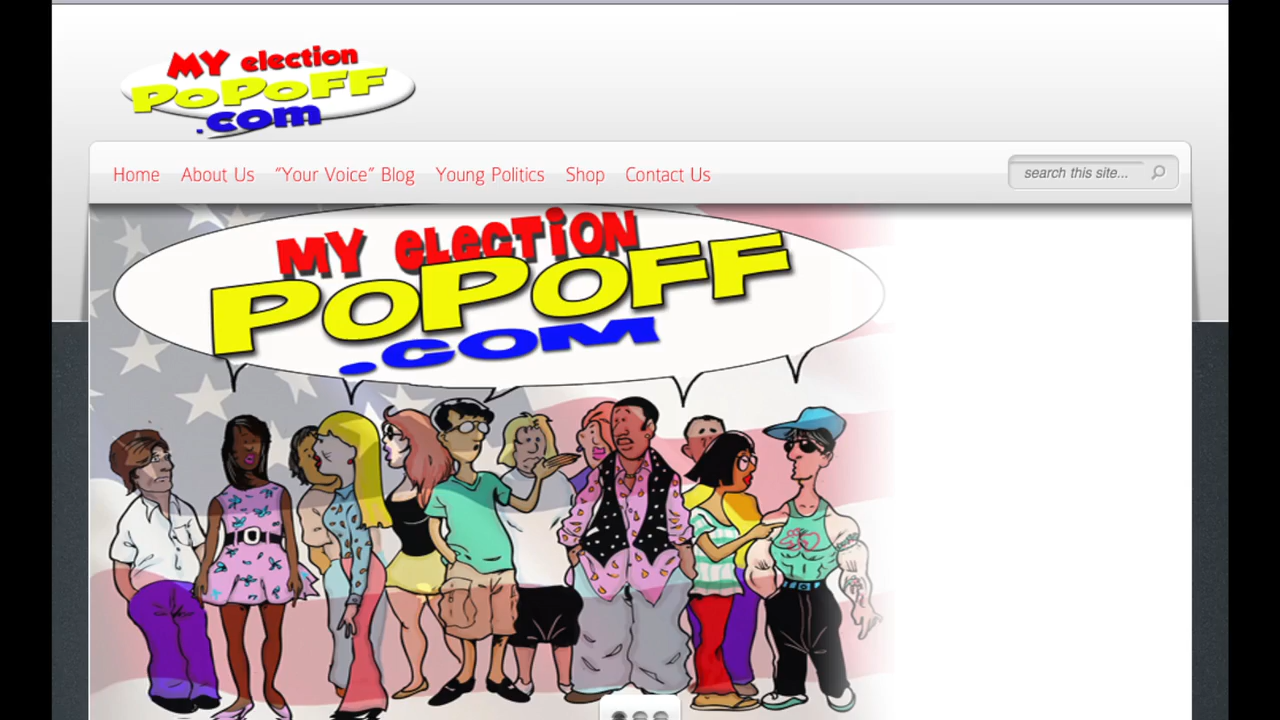 MY election
PoPoFF
.com
Home About Us "Your Voice" Blog Young Politics Shop Contact Us search this site...
MY election
PoPoFF
.com